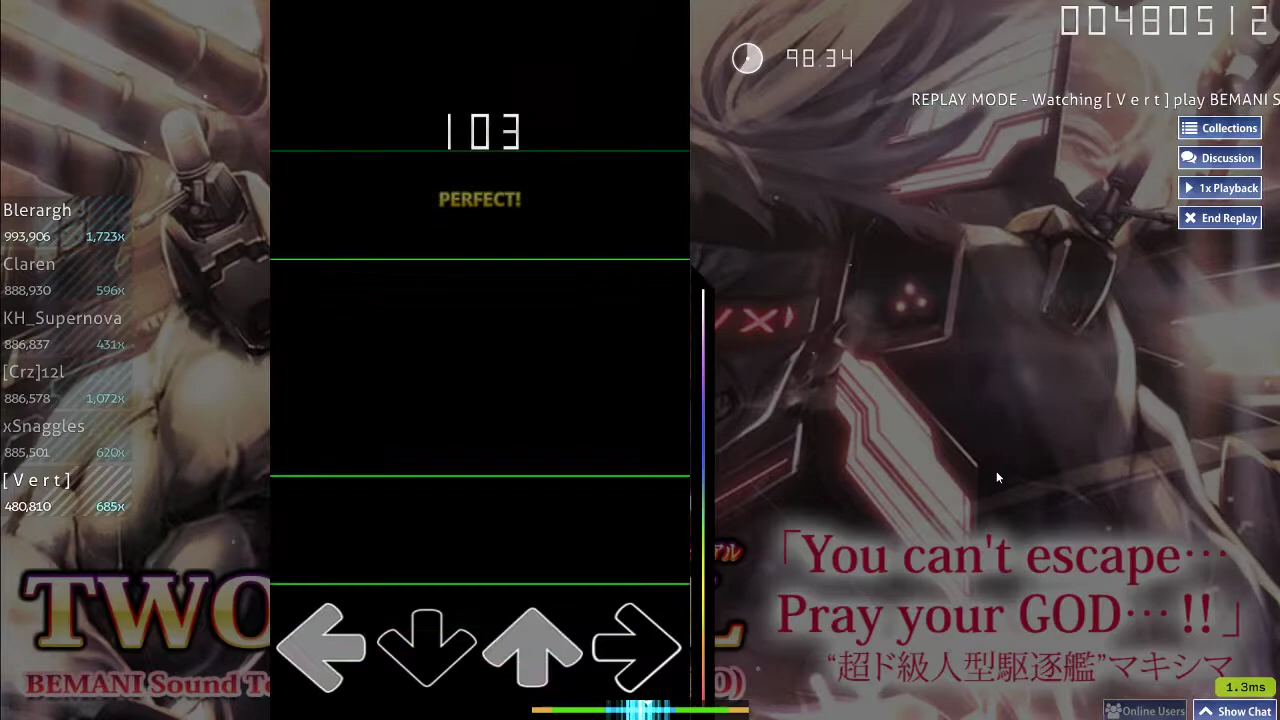 00480512
98.34
REPLAY MODE - Watching [ V e r t ] play BEMANI S
Collections
Discussion
1x Playback
End Replay
103
PERFECT!
Blerargh
993,906 1,723x
Claren
888,930 596x
KH_Supernova
886,837 431x
[Crz]12l
886,578 1,072x
xSnaggles
885,501 620x
[ V e r t ]
480,810 685x
TWO
BEMANI Sound Te
「You can't escape…
Pray your GOD…!!」
“超ド級人型駆逐艦”マキシマ
1.3ms
Online Users
Show Chat